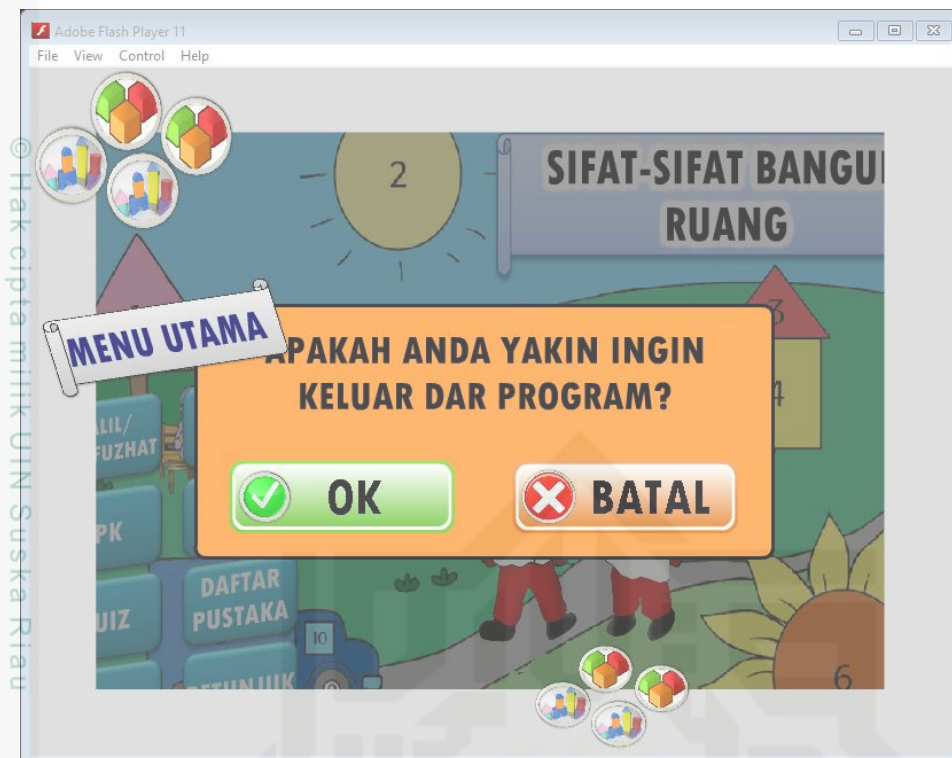 Adobe Flash Player 11
File View Control Help
© Hak cipta milik UIN Suska Riau
2
SIFAT-SIFAT BANGU
RUANG
3
4
MENU UTAMA
APAKAH ANDA YAKIN INGIN
KELUAR DAR PROGRAM?
OK
BATAL
LIL/
FUZHAT
PK
UIZ
DAFTAR
PUSTAKA
10
6